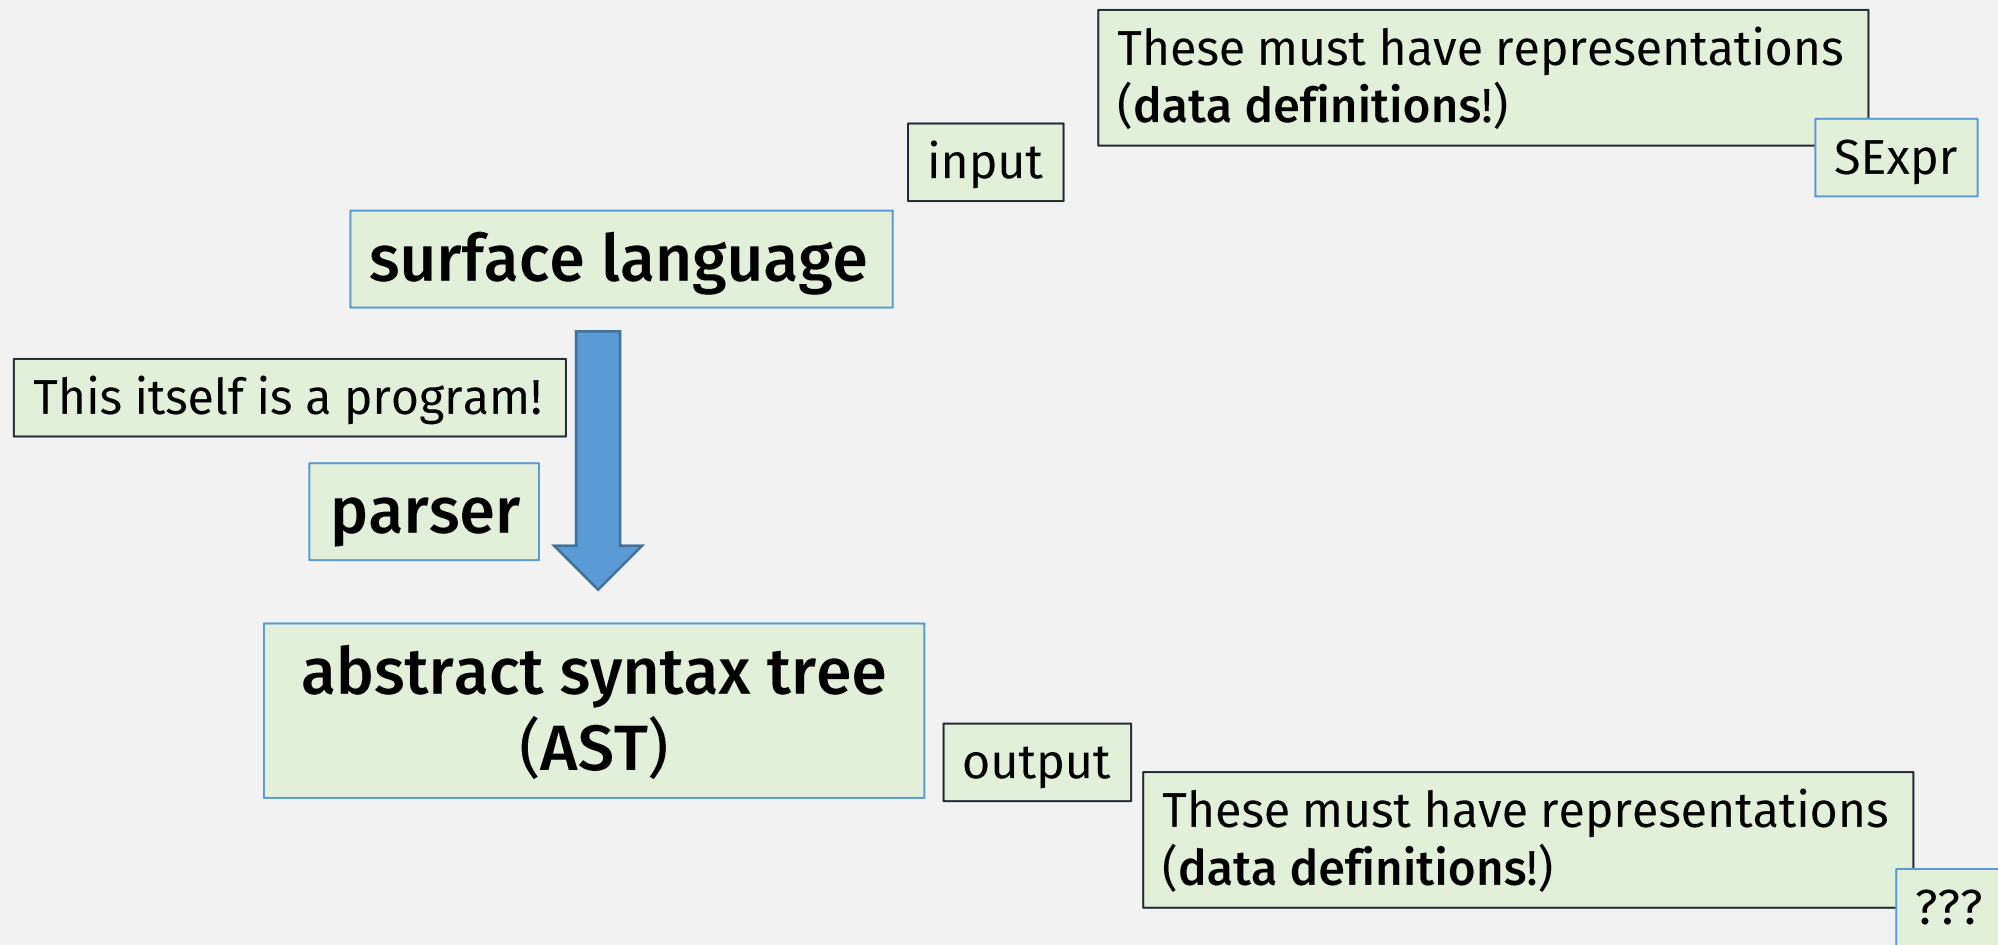 These must have representations
(data definitions!)
SExpr
input
surface language
This itself is a program!
parser
abstract syntax tree
(AST)
output
These must have representations
(data definitions!)
???